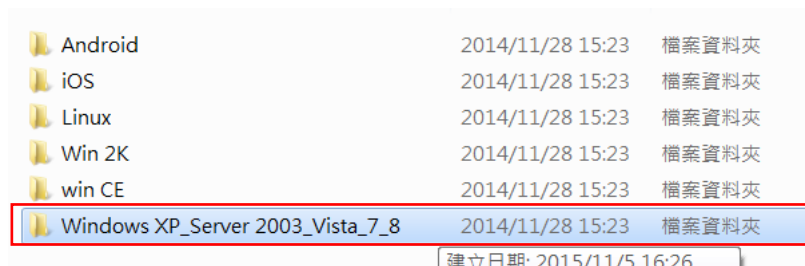 Android 2014/11/28 15:23 檔案資料夾
iOS 2014/11/28 15:23 檔案資料夾
Linux 2014/11/28 15:23 檔案資料夾
Win 2K 2014/11/28 15:23 檔案資料夾
win CE 2014/11/28 15:23 檔案資料夾
Windows XP_Server 2003_Vista_7_8 2014/11/28 15:23 檔案資料夾
建立日期: 2015/11/5 16:26